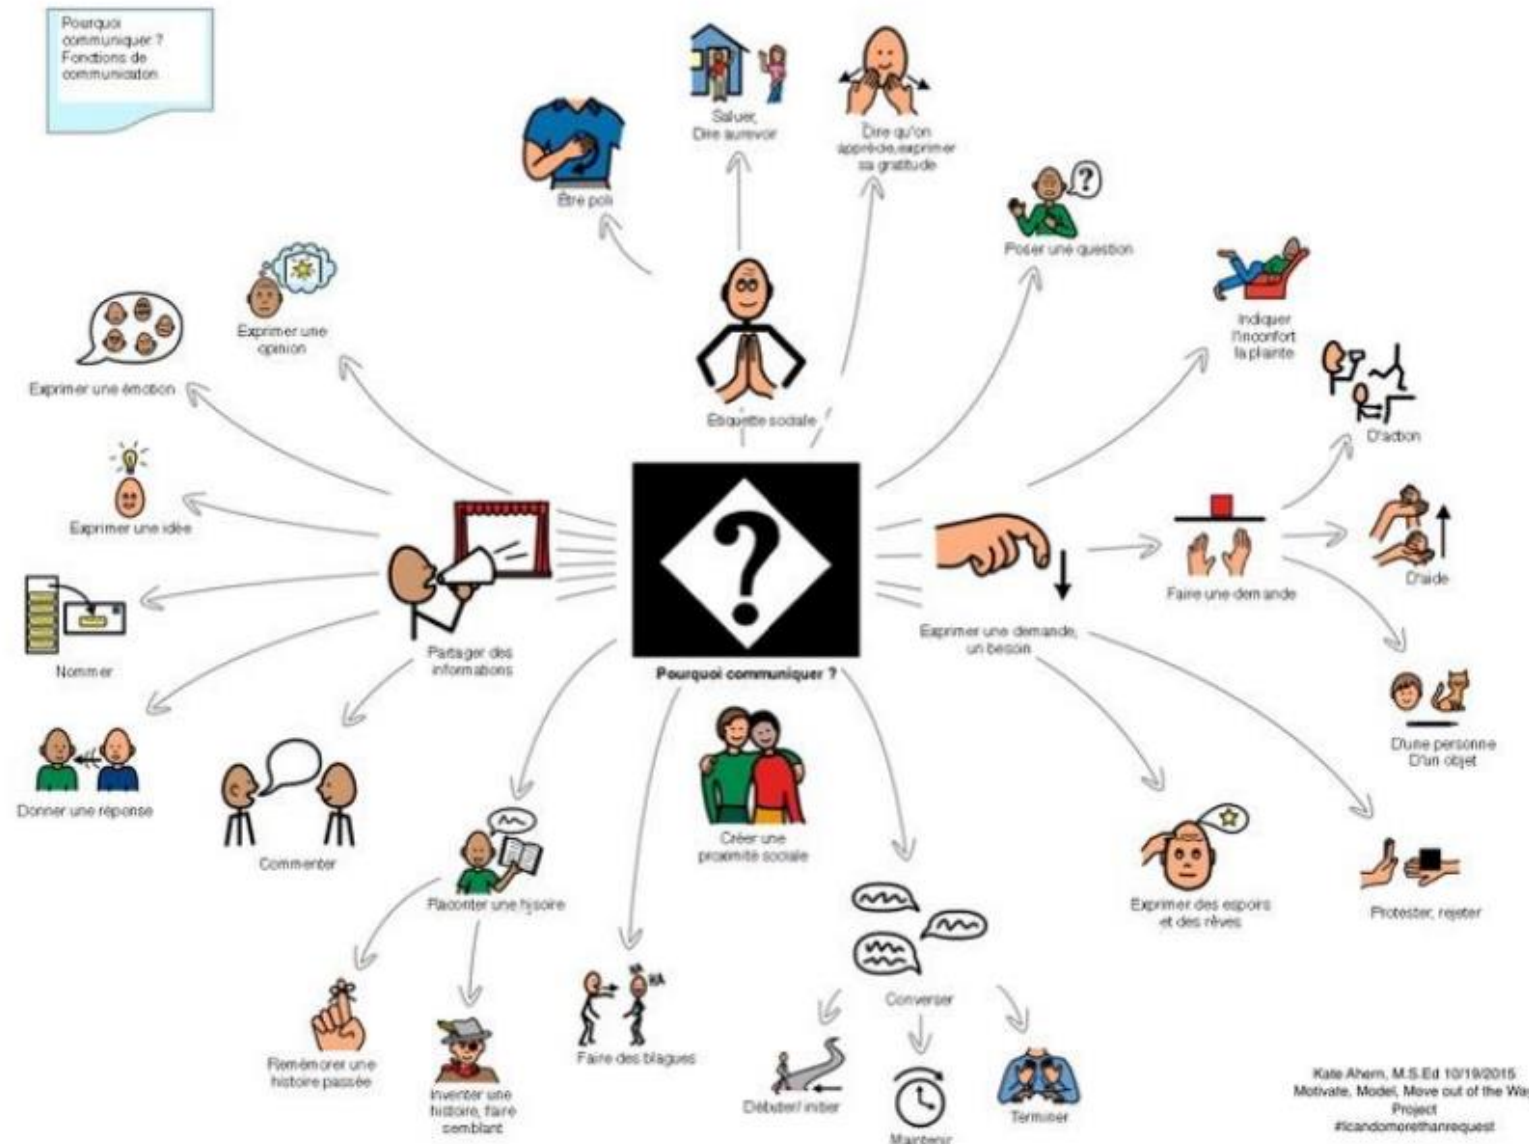 Pourquoi
communiquer ?
Fonctions de
communicaton
Saluer,
Dire aurevoir
Dire qu'on
apprécie,exprimer
sa gratitude
Être poli
Poser une question
Etiquette sociale
Indiquer
l'inconfort
la plainte
Exprimer une
opinion
Exprimer une émotion
Exprimer une idée
Nommer
Donner une réponse
Commenter
Partager des
informations
?
Pourquoi communiquer ?
Exprimer une demande,
un besoin
Faire une demande
D'action
D'aide
D'une personne
D'un objet
Exprimer des espoirs
et des rêves
Protester, rejeter
Créer une
proximité sociale
Raconter une hisoire
Remémorer une
histoire passée
Inventer une
histoire, faire
semblant
HA
HA
Faire des blagues
Converser
Débuter/ initier
Maintenir
Terminer
?
Kate Ahern, M.S.Ed 10/19/2015
Motivate, Model, Move out of the Way
Project
#Icandomorethanrequest